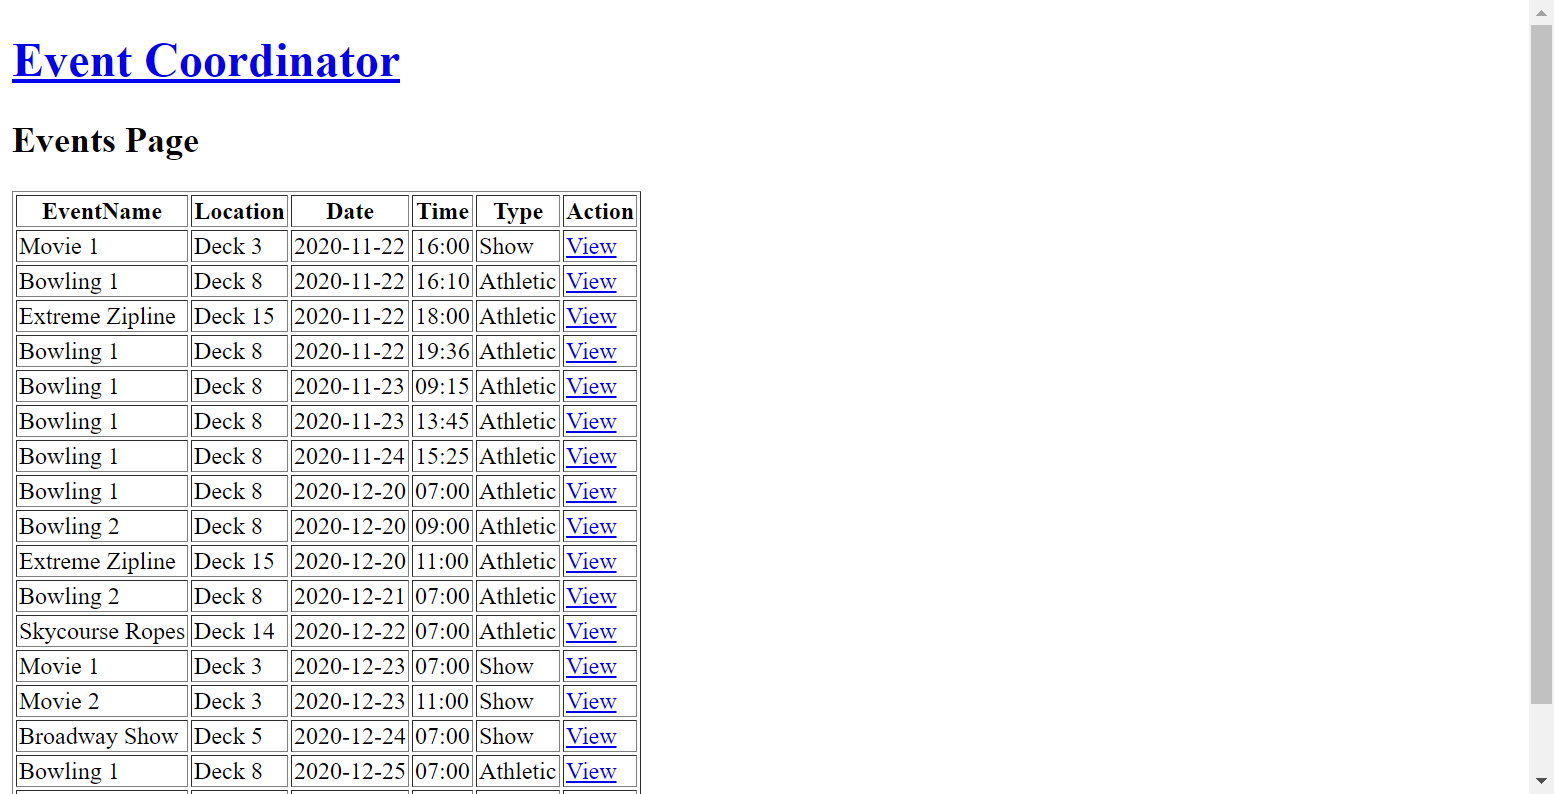 Event Coordinator
Events Page
EventName Location Date Time Type Action
Movie 1 Deck 3 2020-11-22 16:00 Show View
Bowling 1 Deck 8 2020-11-22 16:10 Athletic View
Extreme Zipline Deck 15 2020-11-22 18:00 Athletic View
Bowling 1 Deck 8 2020-11-22 19:36 Athletic View
Bowling 1 Deck 8 2020-11-23 09:15 Athletic View
Bowling 1 Deck 8 2020-11-23 13:45 Athletic View
Bowling 1 Deck 8 2020-11-24 15:25 Athletic View
Bowling 1 Deck 8 2020-12-20 07:00 Athletic View
Bowling 2 Deck 8 2020-12-20 09:00 Athletic View
Extreme Zipline Deck 15 2020-12-20 11:00 Athletic View
Bowling 2 Deck 8 2020-12-21 07:00 Athletic View
Skycourse Ropes Deck 14 2020-12-22 07:00 Athletic View
Movie 1 Deck 3 2020-12-23 07:00 Show View
Movie 2 Deck 3 2020-12-23 11:00 Show View
Broadway Show Deck 5 2020-12-24 07:00 Show View
Bowling 1 Deck 8 2020-12-25 07:00 Athletic View